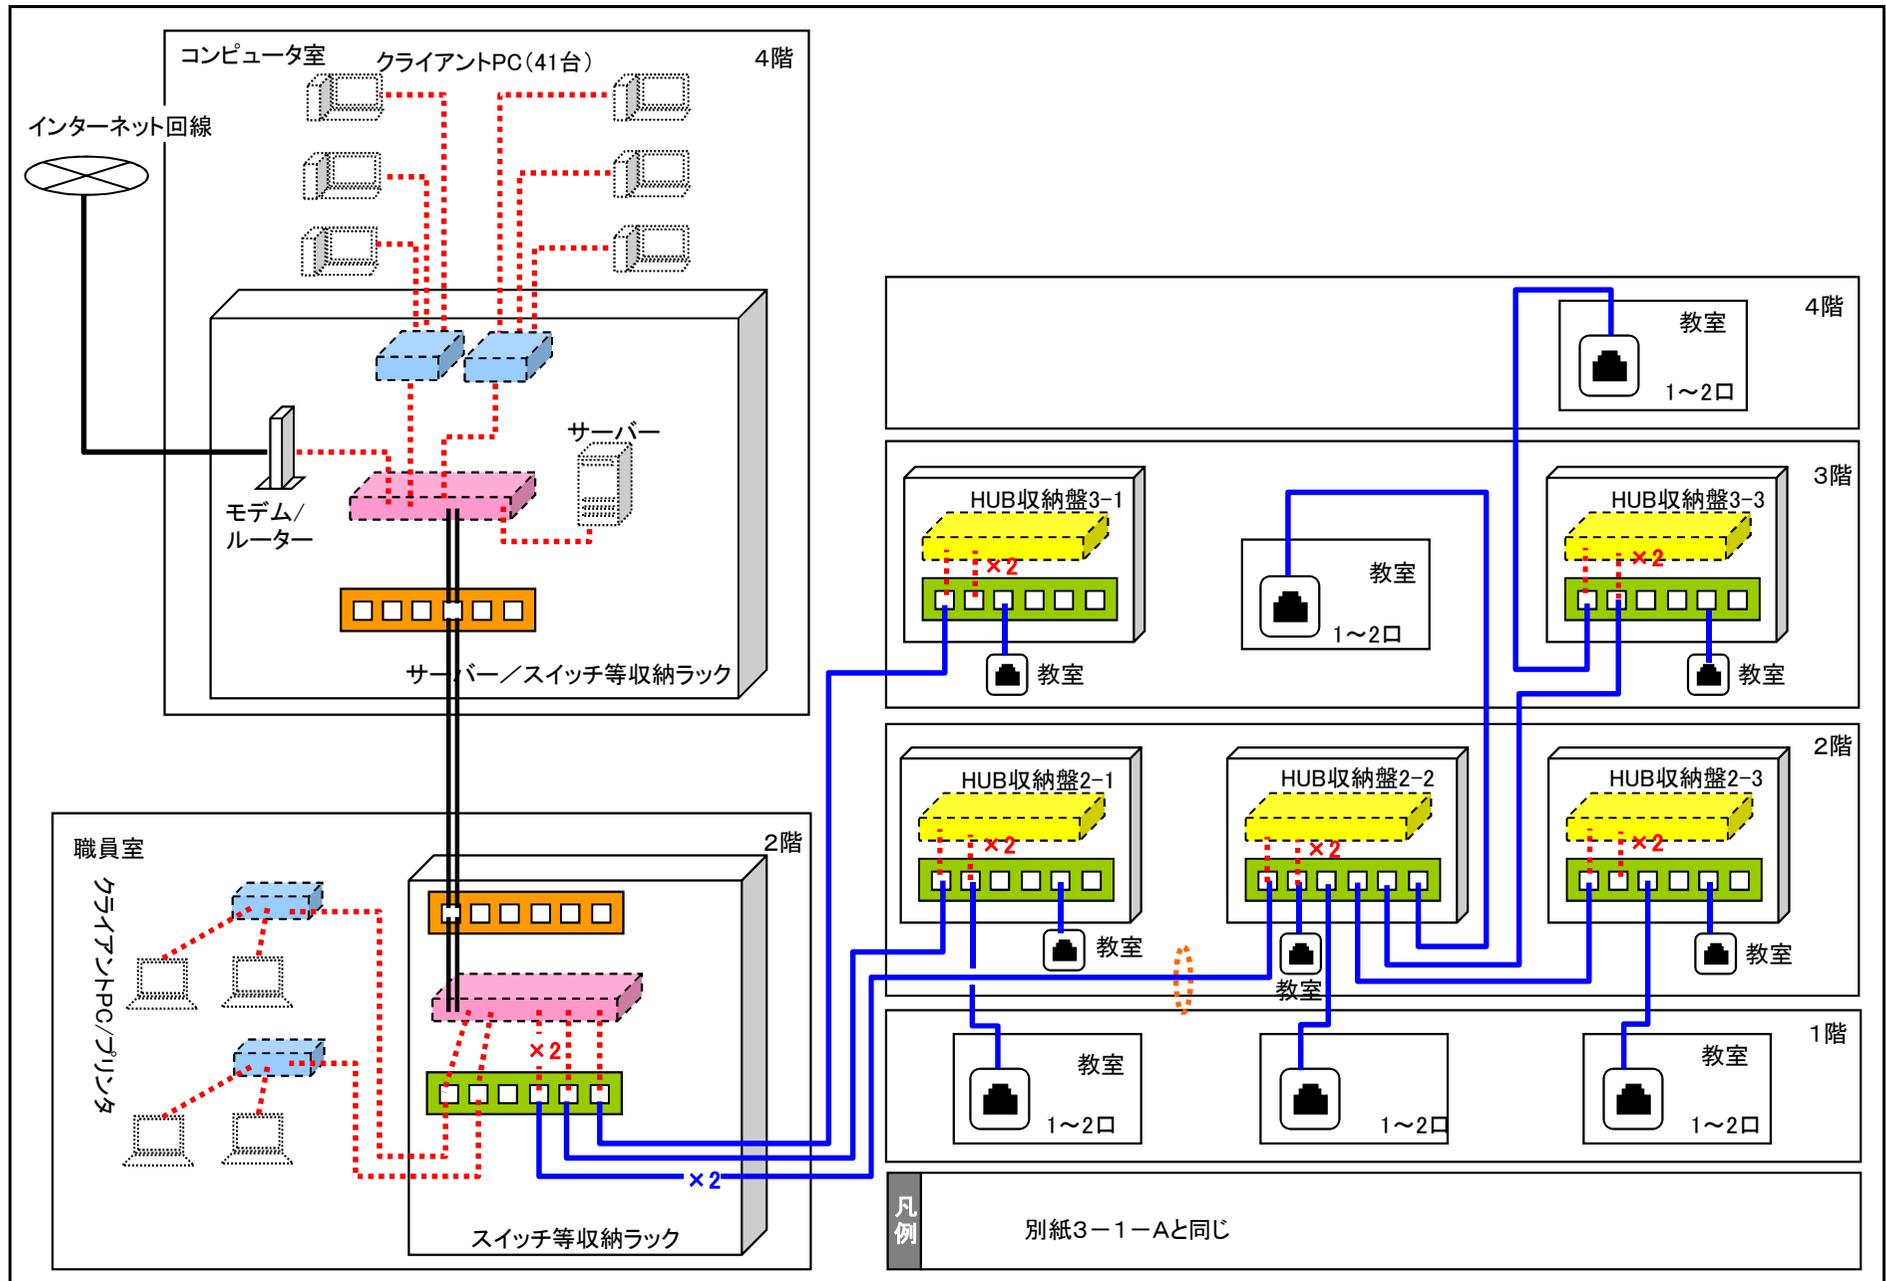 コンピュータ室
クライアントPC(41台)
4階
インターネット回線
サーバー
モデム/
ルーター
サーバー/スイッチ等収納ラック
職員室
2階
クライアントPC/プリンタ
×2
×2
スイッチ等収納ラック
4階
教室
1～2口
3階
HUB収納盤3-1
×2
教室
教室
1～2口
HUB収納盤3-3
×2
教室
2階
HUB収納盤2-1
×2
教室
HUB収納盤2-2
×2
教室
HUB収納盤2-3
×2
教室
1階
教室
1～2口
1～2口
教室
1～2口
凡例
別紙3-1-Aと同じ